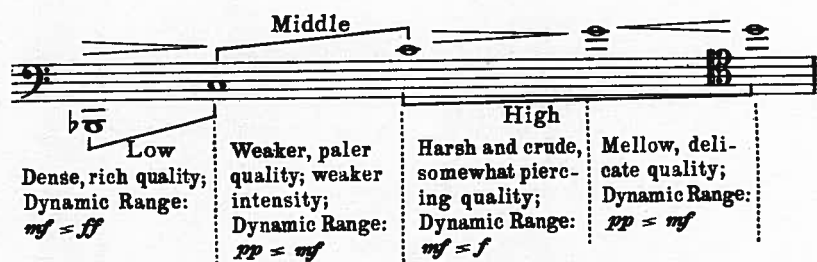 Middle
Low
High
Dense, rich quality;
Dynamic Range:
mf = ff
Weaker, paler
quality; weaker
intensity;
Dynamic Range:
pp = mf
Harsh and crude,
somewhat pierc-
ing quality;
Dynamic Range:
mf = f
Mellow, deli-
cate quality;
Dynamic Range:
pp = mf